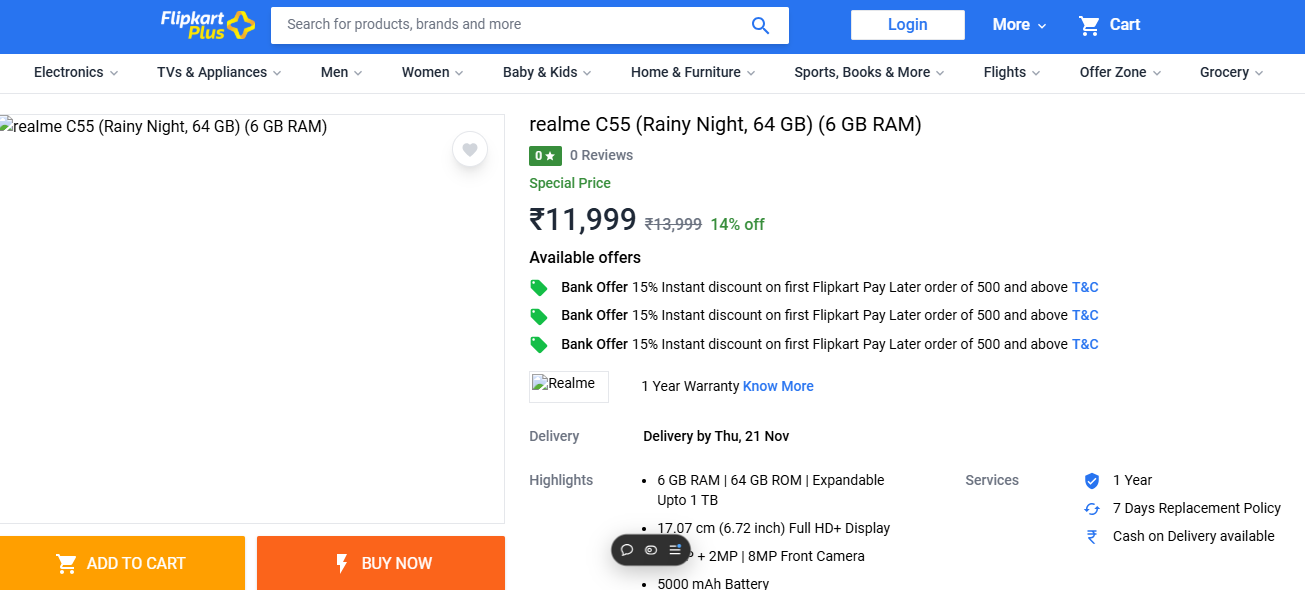 Flipkart
Plus
Search for products, brands and more
Login
More
Cart
Electronics
TVs & Appliances
Men
Women
Baby & Kids
Home & Furniture
Sports, Books & More
Flights
Offer Zone
Grocery
realme C55 (Rainy Night, 64 GB) (6 GB RAM)
realme C55 (Rainy Night, 64 GB) (6 GB RAM)
0 ★
0 Reviews
Special Price
₹11,999 ₹13,999 14% off
Available offers
Bank Offer 15% Instant discount on first Flipkart Pay Later order of 500 and above T&C
Bank Offer 15% Instant discount on first Flipkart Pay Later order of 500 and above T&C
Bank Offer 15% Instant discount on first Flipkart Pay Later order of 500 and above T&C
Realme
1 Year Warranty Know More
Delivery
Delivery by Thu, 21 Nov
Highlights
• 6 GB RAM | 64 GB ROM | Expandable
Upto 1 TB
• 17.07 cm (6.72 inch) Full HD+ Display
+ 2MP | 8MP Front Camera
• 5000 mAh Battery
Services
1 Year
7 Days Replacement Policy
₹ Cash on Delivery available
ADD TO CART
BUY NOW